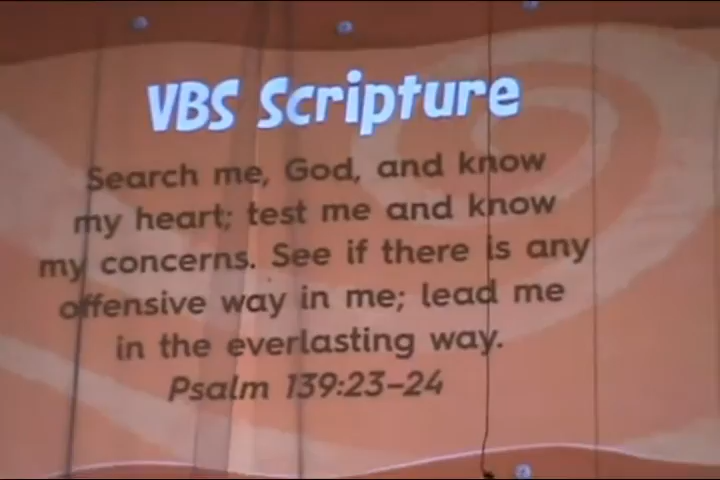 VBS Scripture
Search me, God, and know
my heart; test me and know
my concerns. See if there is any
offensive way in me; lead me
in the everlasting way.
Psalm 139:23–24